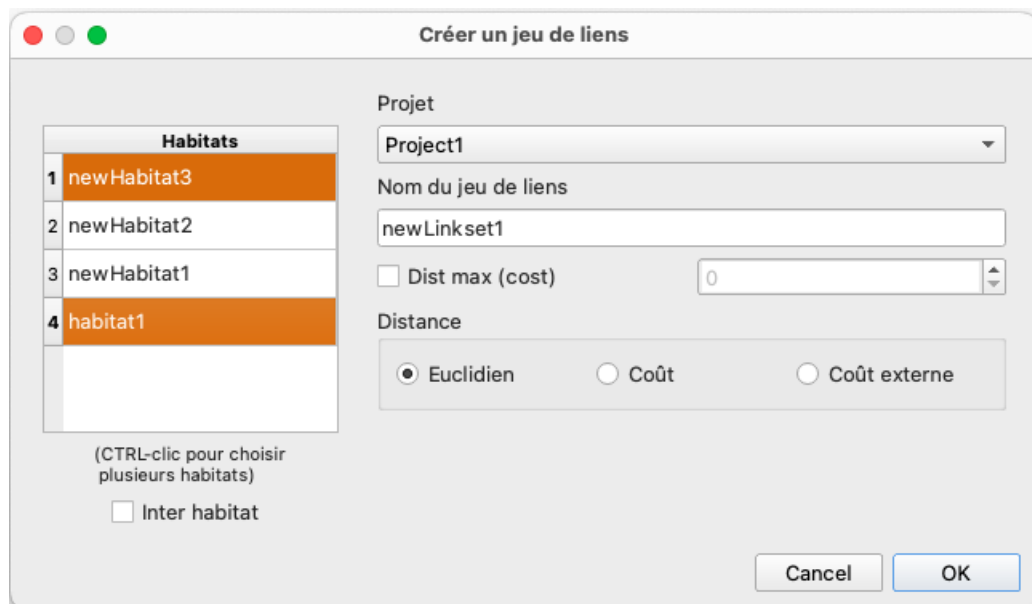 Créer un jeu de liens
Habitats
1 newHabitat3
2 newHabitat2
3 newHabitat1
4 habitat1
(CTRL-clic pour choisir
plusieurs habitats)
Inter habitat
Projet
Project1
Nom du jeu de liens
newLinkset1
Dist max (cost) 0
Distance
Euclidien Coût Coût externe
Cancel OK